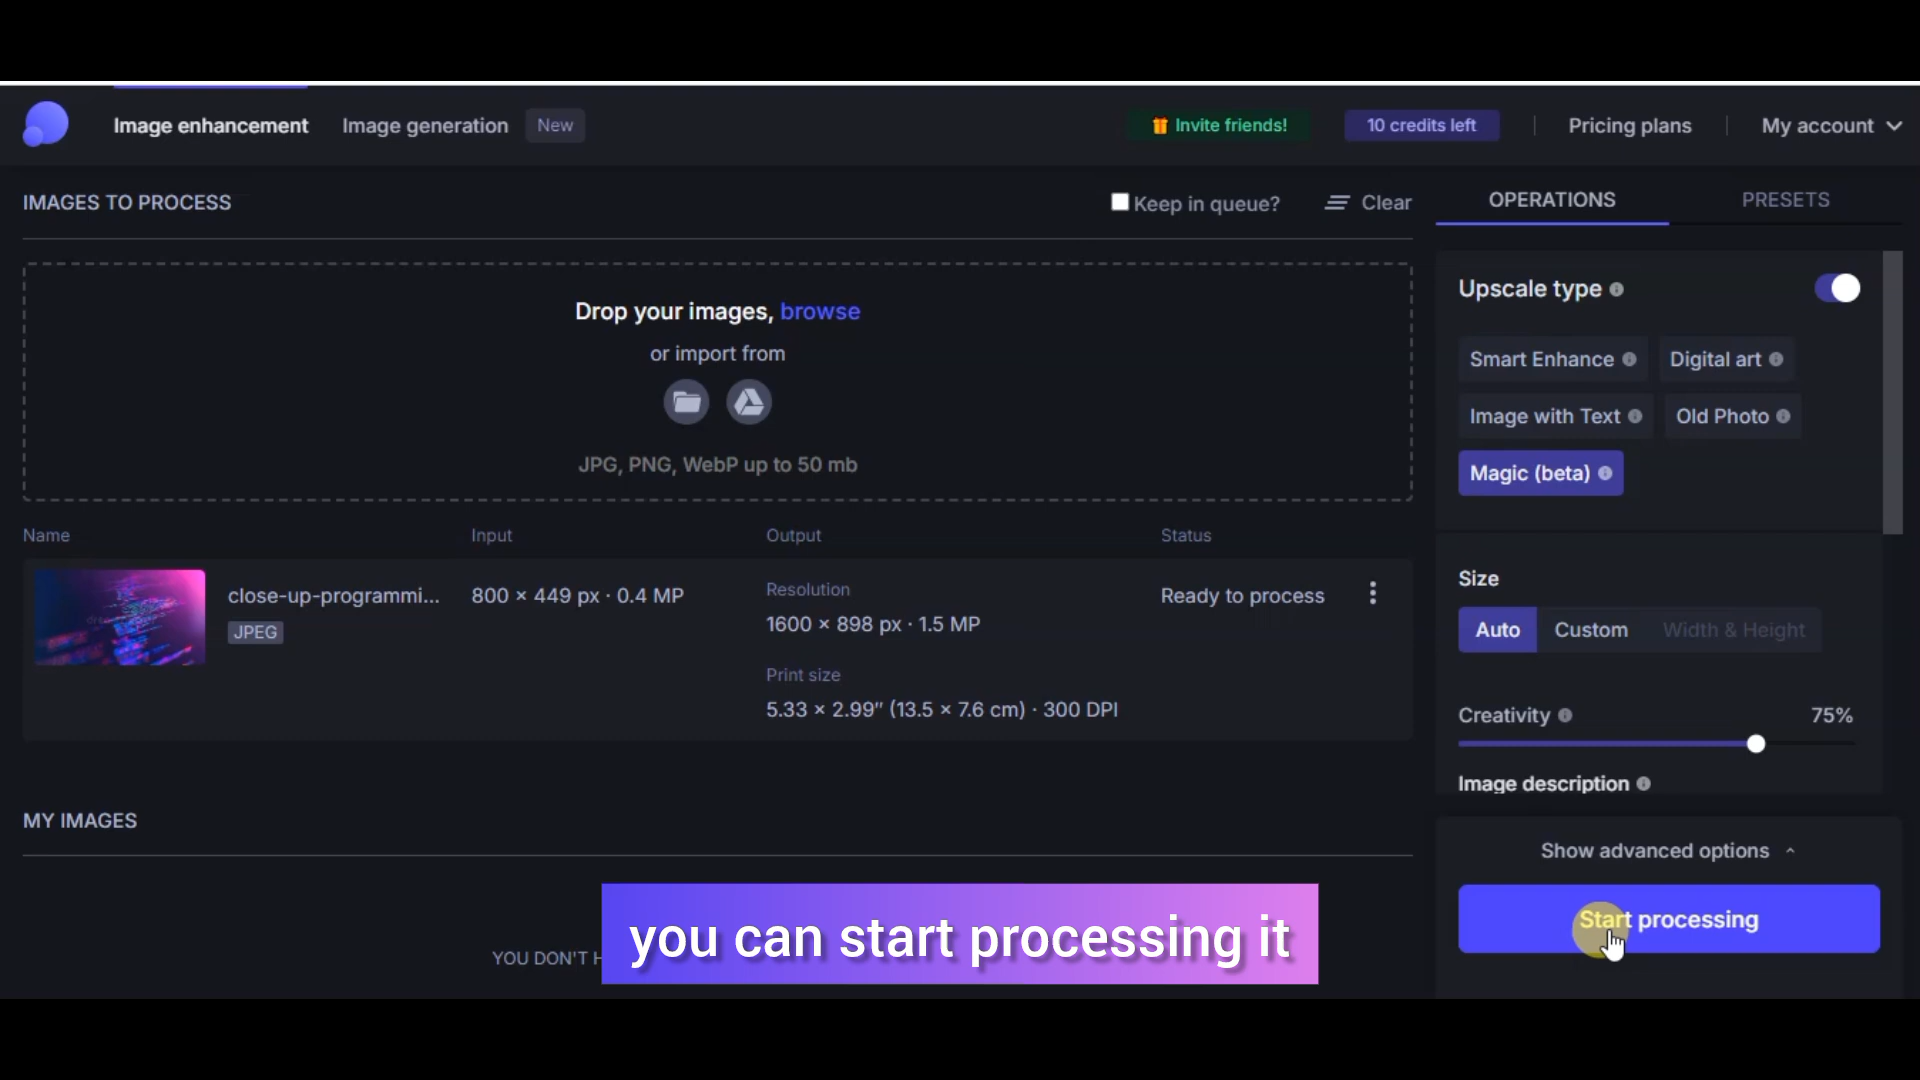 Image enhancement
Image generation
New
Invite friends!
10 credits left
Pricing plans
My account
IMAGES TO PROCESS
Keep in queue?
Clear
OPERATIONS
PRESETS
Drop your images, browse
or import from
JPG, PNG, WebP up to 50 mb
Upscale type
Smart Enhance
Digital art
Image with Text
Old Photo
Magic (beta)
Name
Input
Output
Status
close-up-programmi...
JPEG
800 × 449 px · 0.4 MP
Resolution
1600 × 898 px · 1.5 MP
Print size
5.33 × 2.99″ (13.5 × 7.6 cm) · 300 DPI
Ready to process
Size
Auto
Custom
Width & Height
Creativity
75%
Image description
MY IMAGES
Show advanced options
Start processing
YOU DON'T
you can start processing it